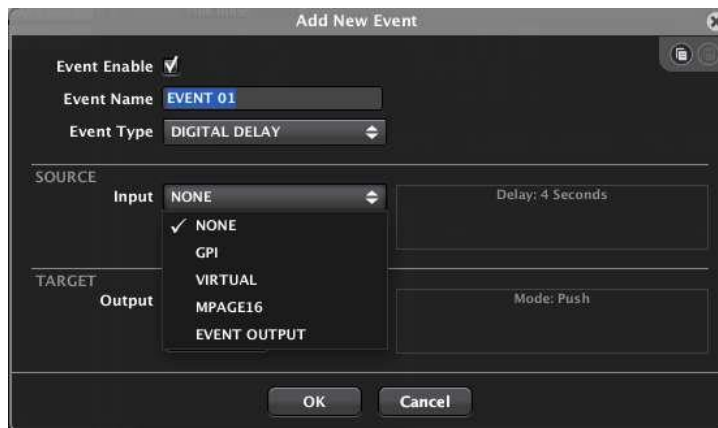 Add New Event
Event Enable
Event Name EVENT 01
Event Type DIGITAL DELAY
SOURCE
Input NONE
Delay: 4 Seconds
NONE
GPI
VIRTUAL
MPAGE16
EVENT OUTPUT
TARGET
Output
Mode: Push
OK Cancel